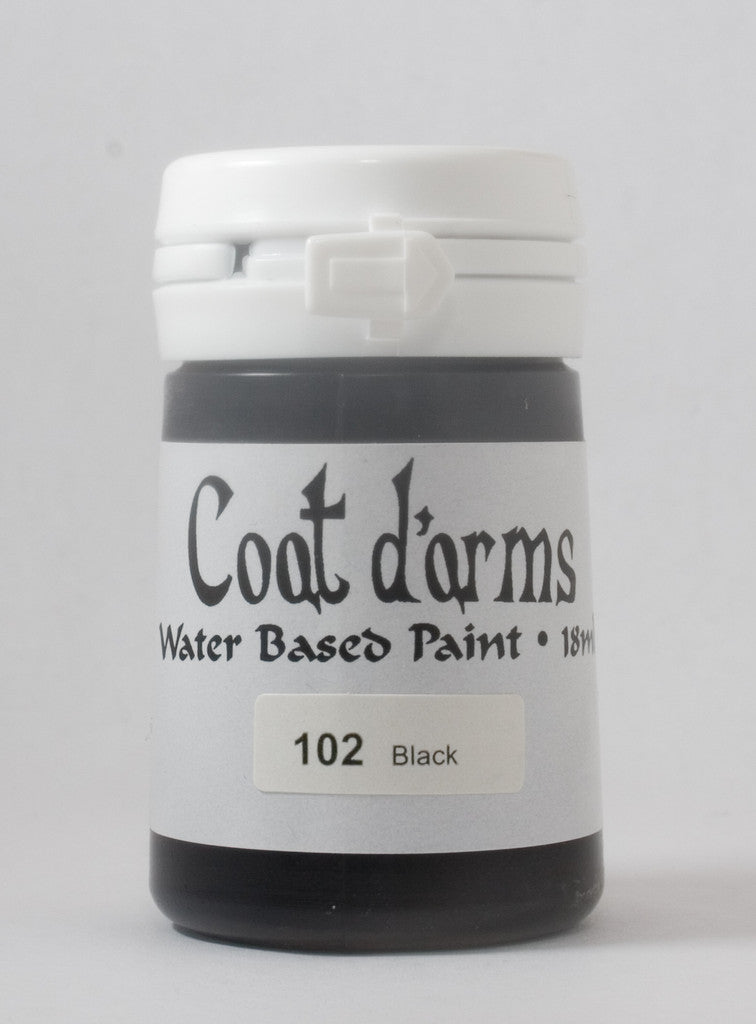 Coat d'arms
Water Based Paint • 18ml
102 Black